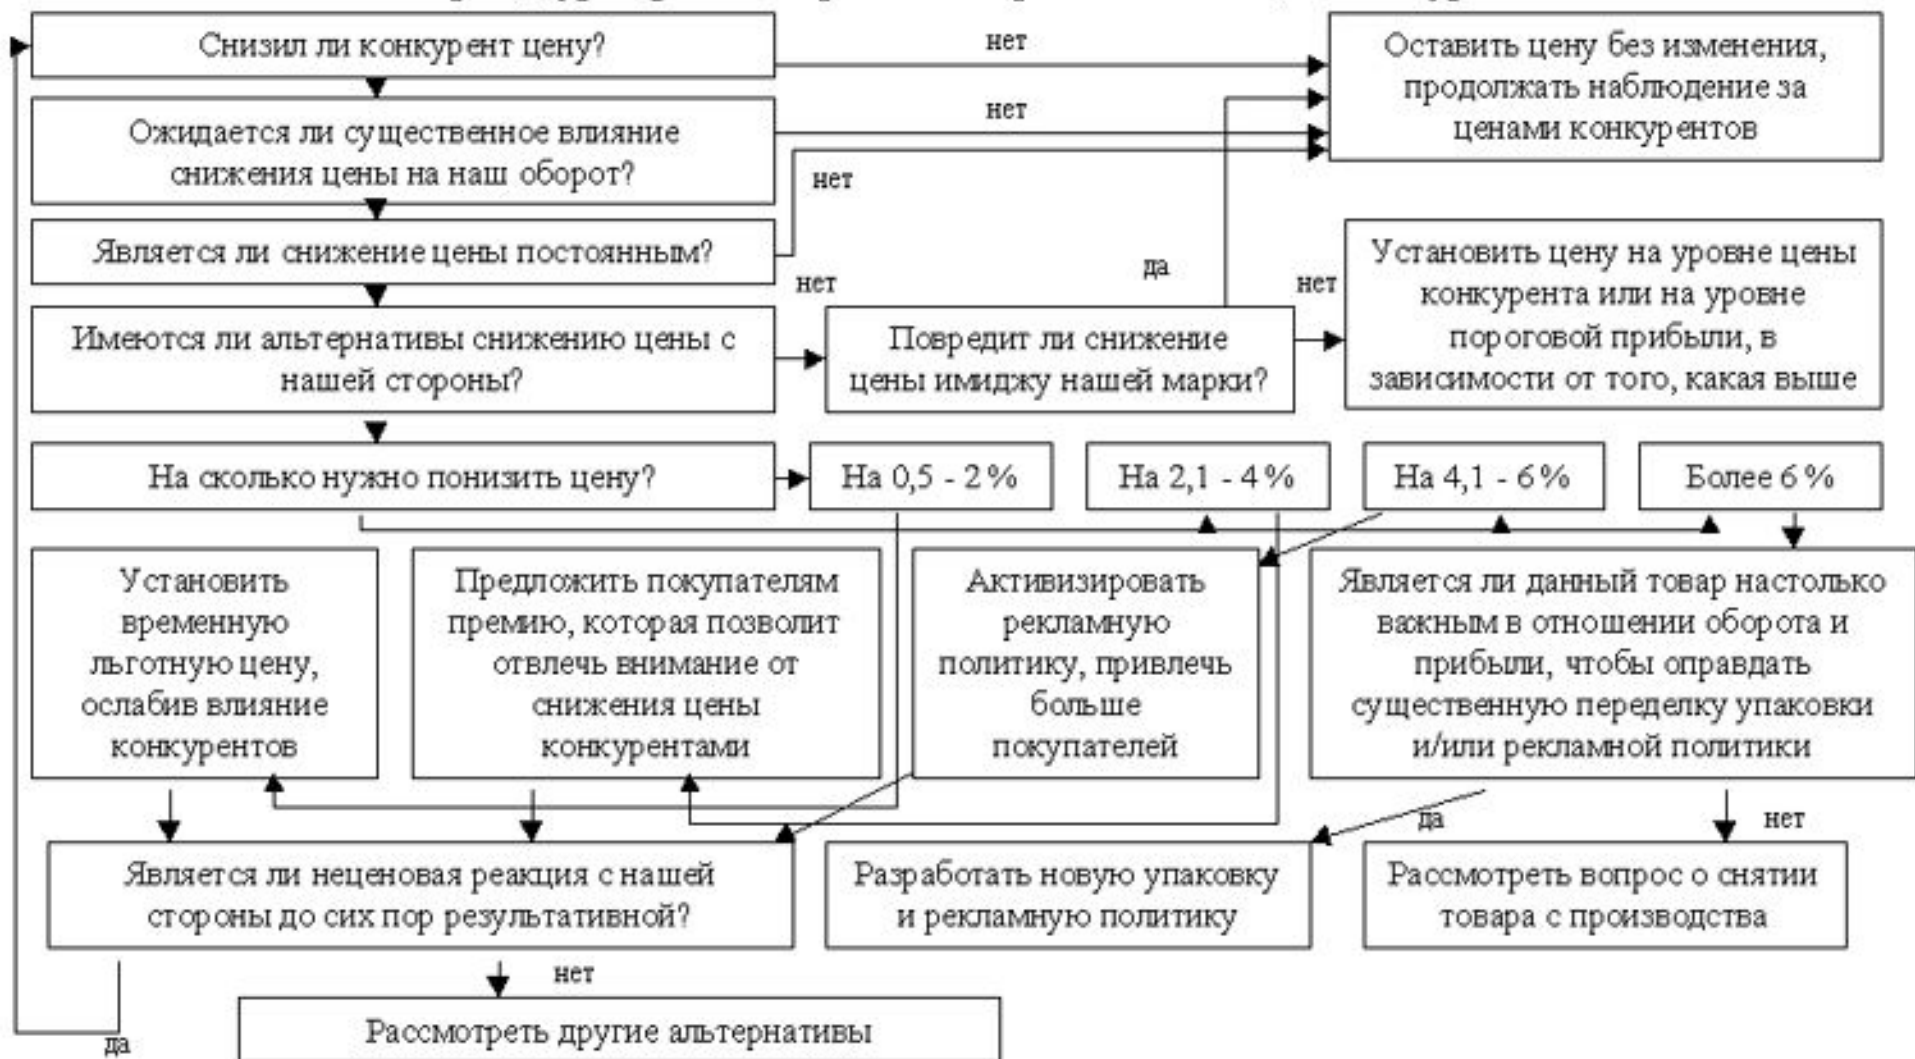 Снизил ли конкурент цену?
нет
Оставить цену без изменения,
продолжать наблюдение за
ценами конкурентов
Ожидается ли существенное влияние
снижения цены на наш оборот?
нет
нет
Является ли снижение цены постоянным?
нет
да
нет
Установить цену на уровне цены
конкурента или на уровне
пороговой прибыли, в
зависимости от того, какая выше
Имеются ли альтернативы снижению цены с
нашей стороны?
Повредит ли снижение
цены имиджу нашей марки?
На сколько нужно понизить цену?
На 0,5 - 2 %
На 2,1 - 4 %
На 4,1 - 6 %
Более 6 %
Установить
временную
льготную цену,
ослабив влияние
конкурентов
Предложить покупателям
премию, которая позволит
отвлечь внимание от
снижения цены
конкурентами
Активизировать
рекламную
политику, привлечь
больше
покупателей
Является ли данный товар настолько
важным в отношении оборота и
прибыли, чтобы оправдать
существенную переделку упаковки
и/или рекламной политики
да
нет
Является ли неценовая реакция с нашей
стороны до сих пор результативной?
Разработать новую упаковку
и рекламную политику
Рассмотреть вопрос о снятии
товара с производства
нет
Рассмотреть другие альтернативы
да